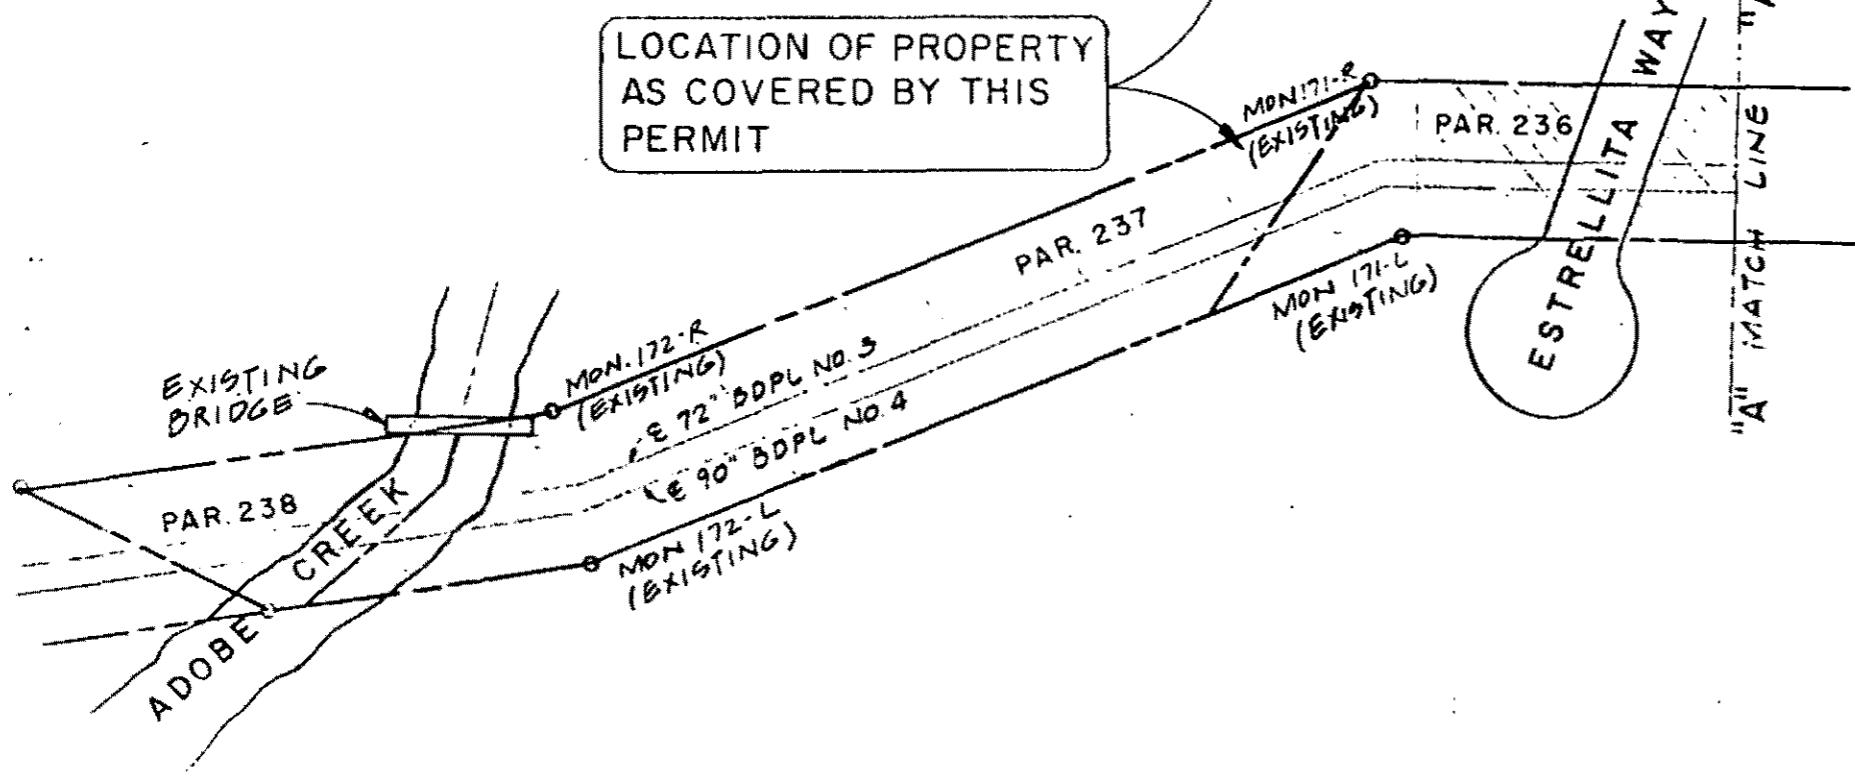 LOCATION OF PROPERTY
AS COVERED BY THIS
PERMIT
MON 171-R
(EXISTING)
PAR. 236
ESTRELLITA WAY
"A" MATCH LINE
PAR. 237
MON 171-L
(EXISTING)
MON. 172-R
(EXISTING)
72" BDPL NO. 3
90" BDPL NO. 4
EXISTING
BRIDGE
PAR. 238
ADOBE CREEK
MON 172-L
(EXISTING)